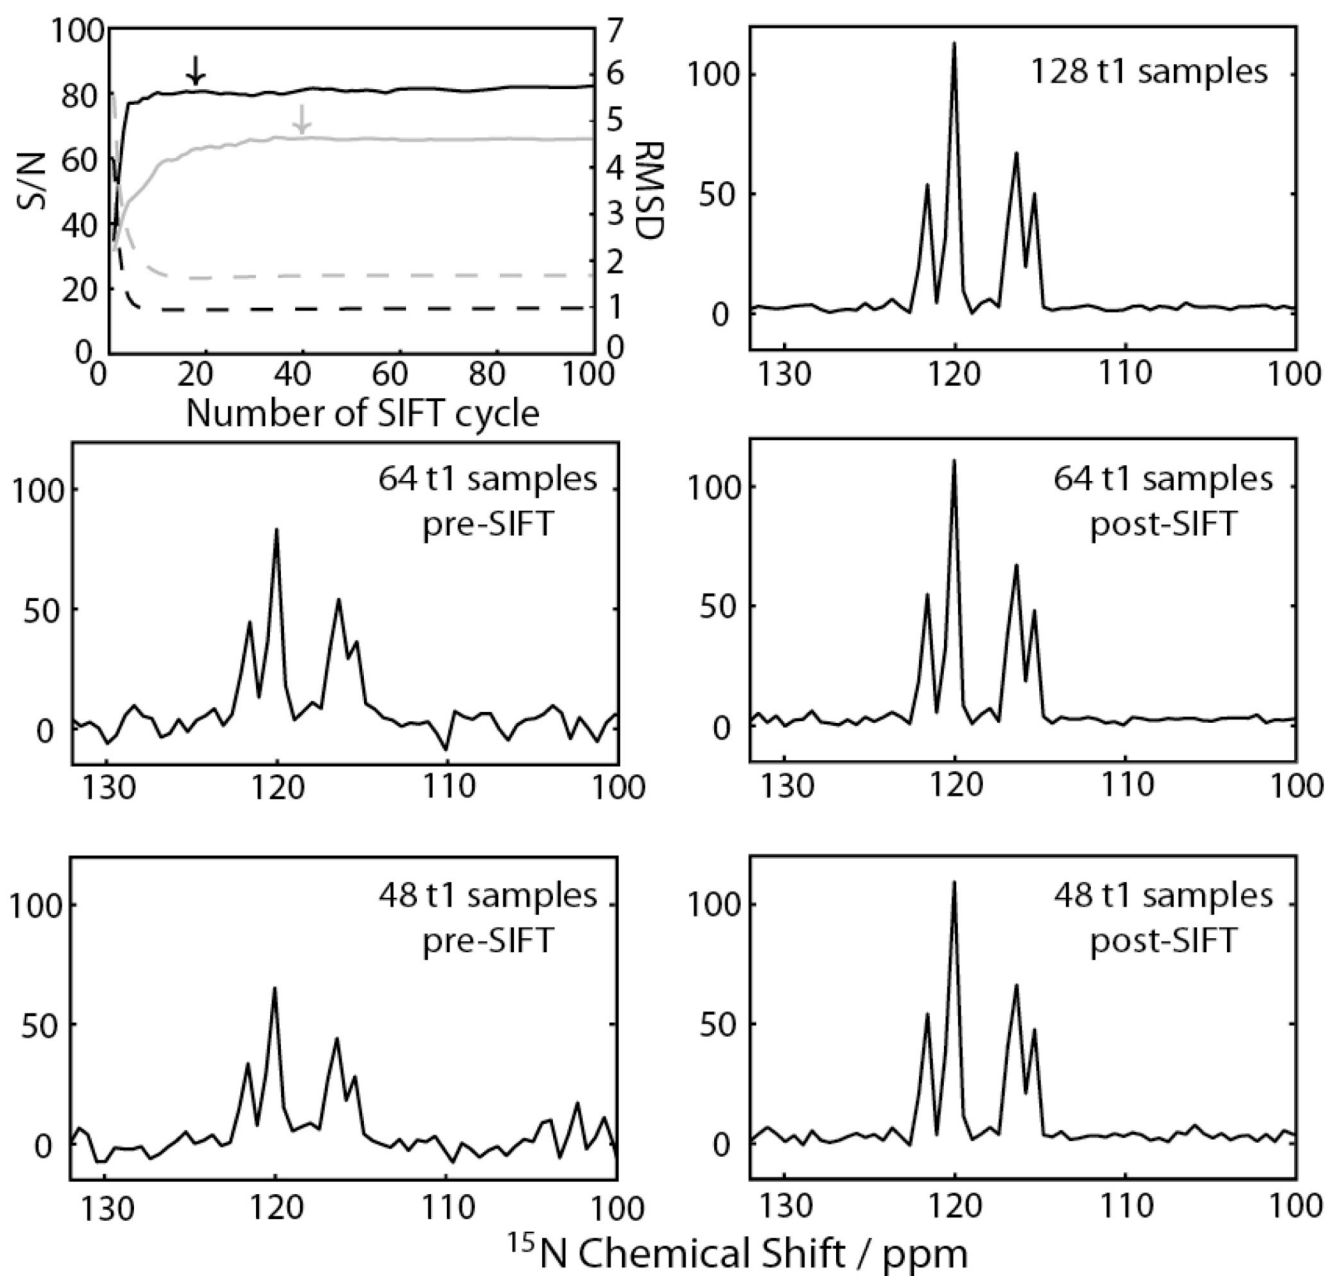 100
80
60
40
20
0
S/N
7
6
5
4
3
2
1
0
RMSD
0 20 40 60 80 100
Number of SIFT cycle
128 t1 samples
100
50
0
130 120 110 100
64 t1 samples
pre-SIFT
100
50
0
130 120 110 100
64 t1 samples
post-SIFT
100
50
0
130 120 110 100
48 t1 samples
pre-SIFT
100
50
0
130 120 110 100
48 t1 samples
post-SIFT
100
50
0
130 120 110 100
¹⁵N Chemical Shift / ppm